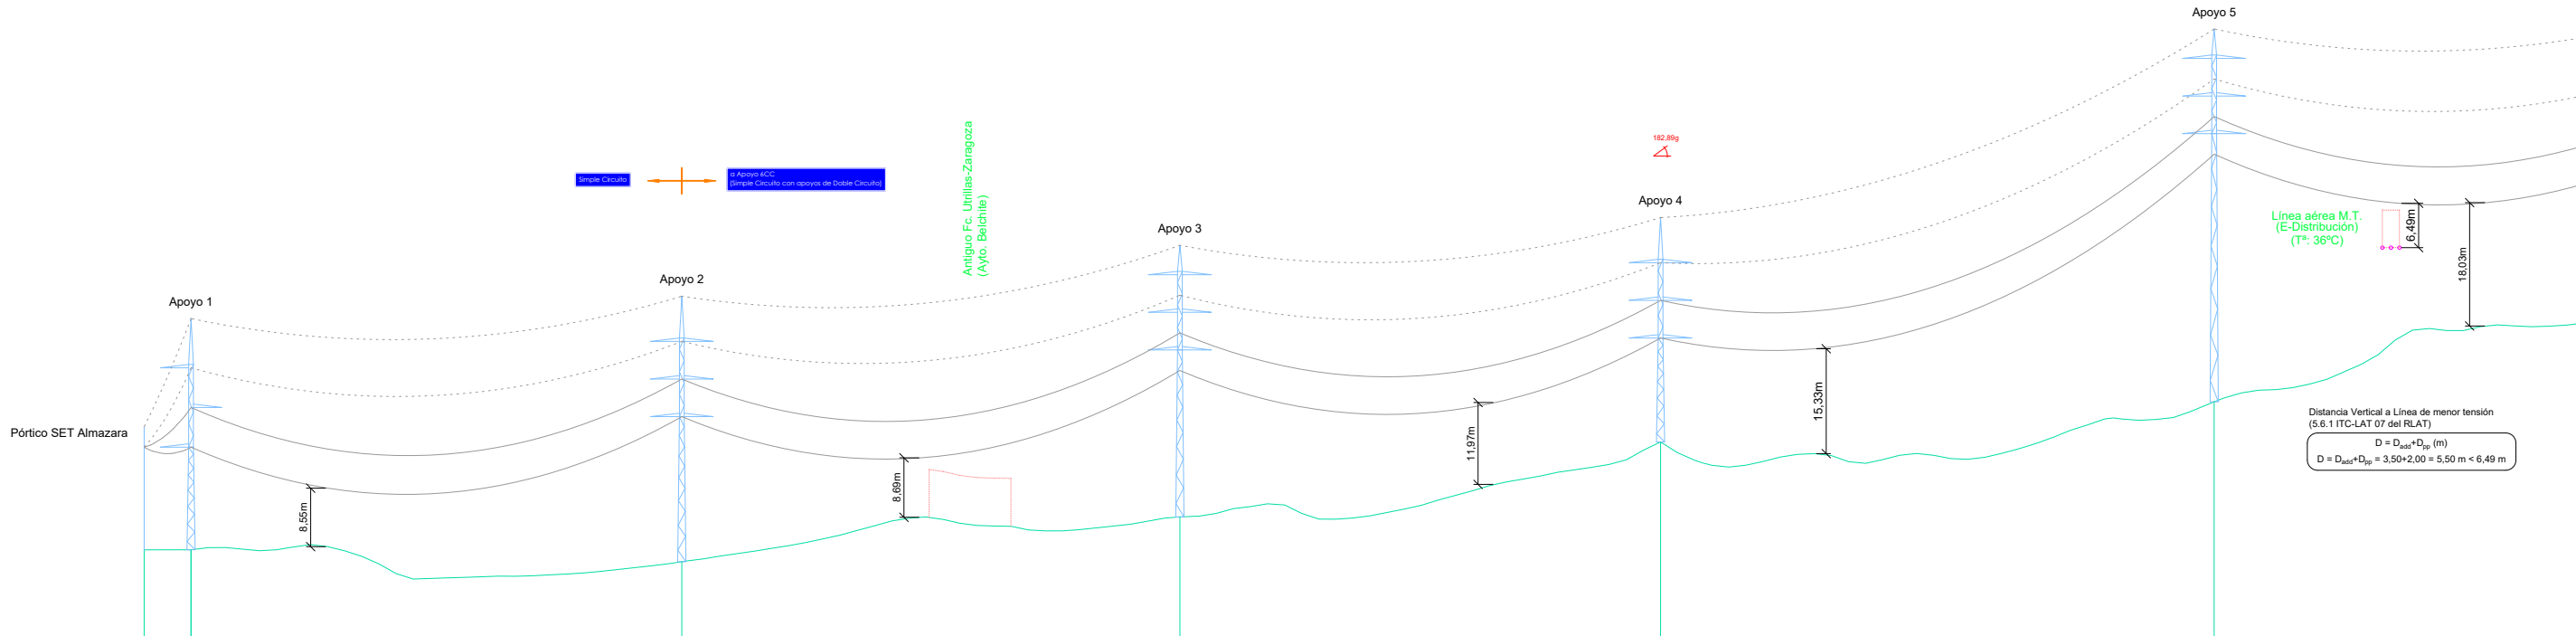 Apoyo 5
182,89g
Antiguo Fc. Utrillas-Zaragoza
(Ayto. Belchite)
Simple Circuito
a Apoyo 6CC
(Simple Circuito con apoyos de Doble Circuito)
Apoyo 4
Línea aérea M.T.
(E-Distribución)
(Tª: 36ºC)
6,49m
Apoyo 3
18,03m
Apoyo 2
Apoyo 1
Pórtico SET Almazara
8,55m
8,69m
11,97m
15,33m
Distancia Vertical a Línea de menor tensión
(5.6.1 ITC-LAT 07 del RLAT)
D = Dadd+Dpp (m)
D = Dadd+Dpp = 3,50+2,00 = 5,50 m < 6,49 m